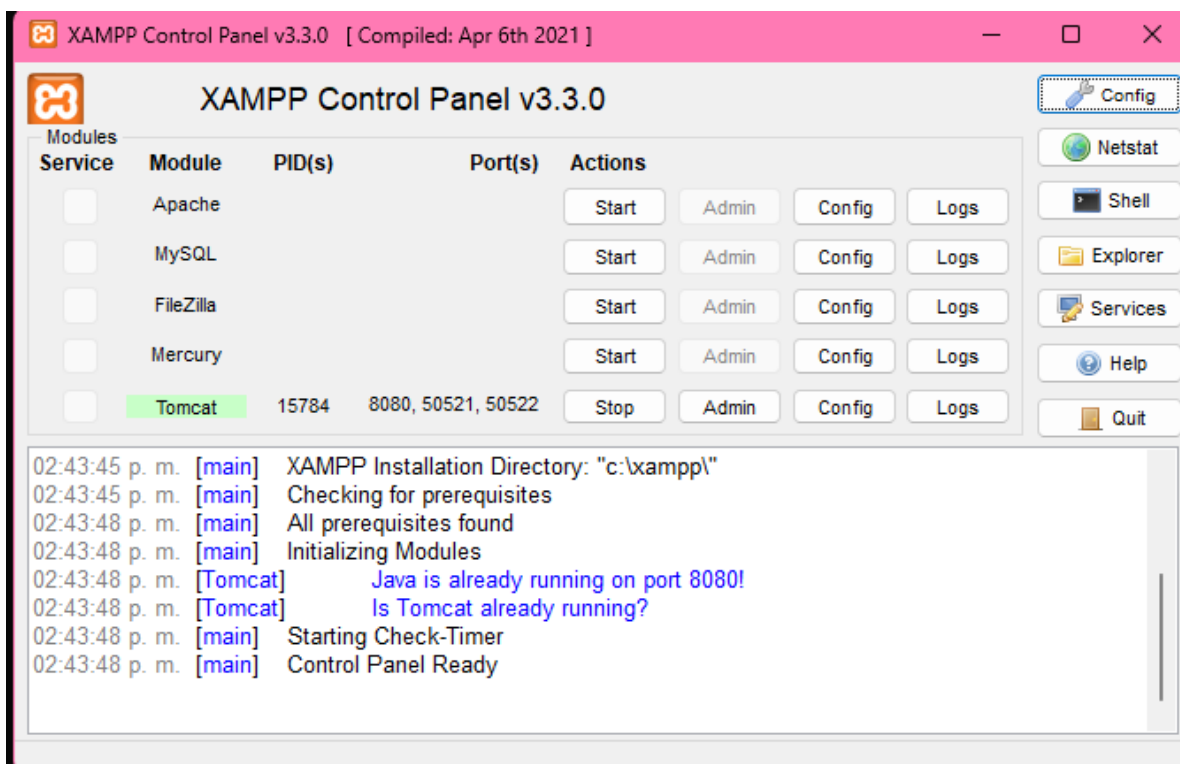 XAMPP Control Panel v3.3.0 [ Compiled: Apr 6th 2021 ]
XAMPP Control Panel v3.3.0
Config
Modules
Service Module PID(s) Port(s) Actions
Netstat
Apache Start Admin Config Logs
Shell
MySQL Start Admin Config Logs
Explorer
FileZilla Start Admin Config Logs
Services
Mercury Start Admin Config Logs
Help
Tomcat 15784 8080, 50521, 50522 Stop Admin Config Logs
Quit
02:43:45 p. m. [main] XAMPP Installation Directory: "c:\xampp\"
02:43:45 p. m. [main] Checking for prerequisites
02:43:48 p. m. [main] All prerequisites found
02:43:48 p. m. [main] Initializing Modules
02:43:48 p. m. [Tomcat] Java is already running on port 8080!
02:43:48 p. m. [Tomcat] Is Tomcat already running?
02:43:48 p. m. [main] Starting Check-Timer
02:43:48 p. m. [main] Control Panel Ready